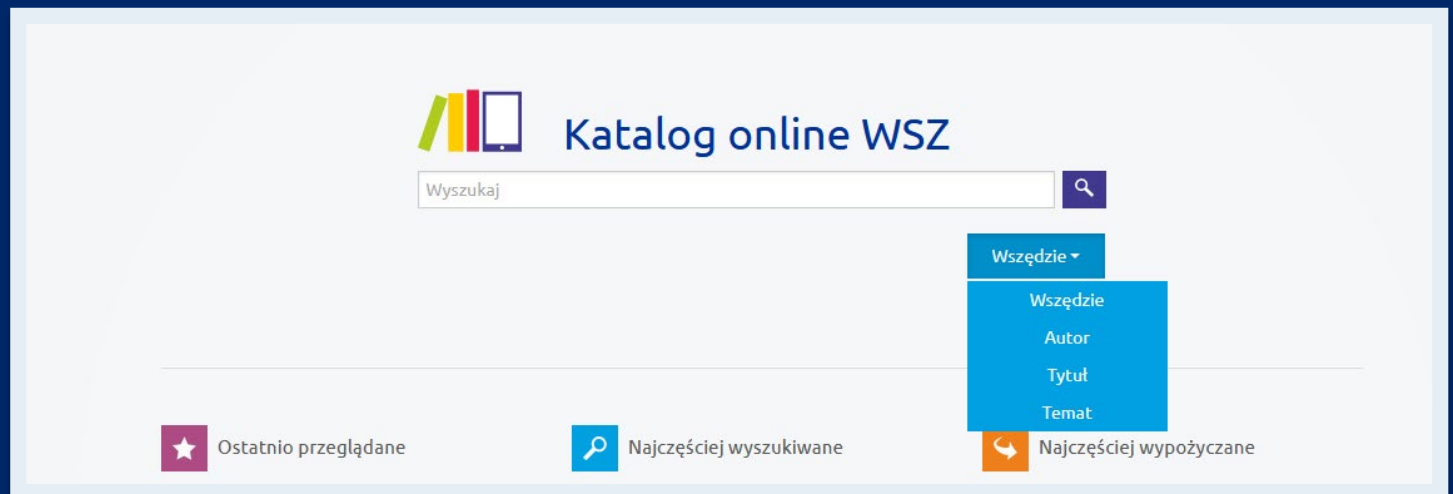 Katalog online WSZ
Wyszukaj
Wszędzie
Wszędzie
Autor
Tytuł
Temat
Ostatnio przeglądane
Najczęściej wyszukiwane
Najczęściej wypożyczane